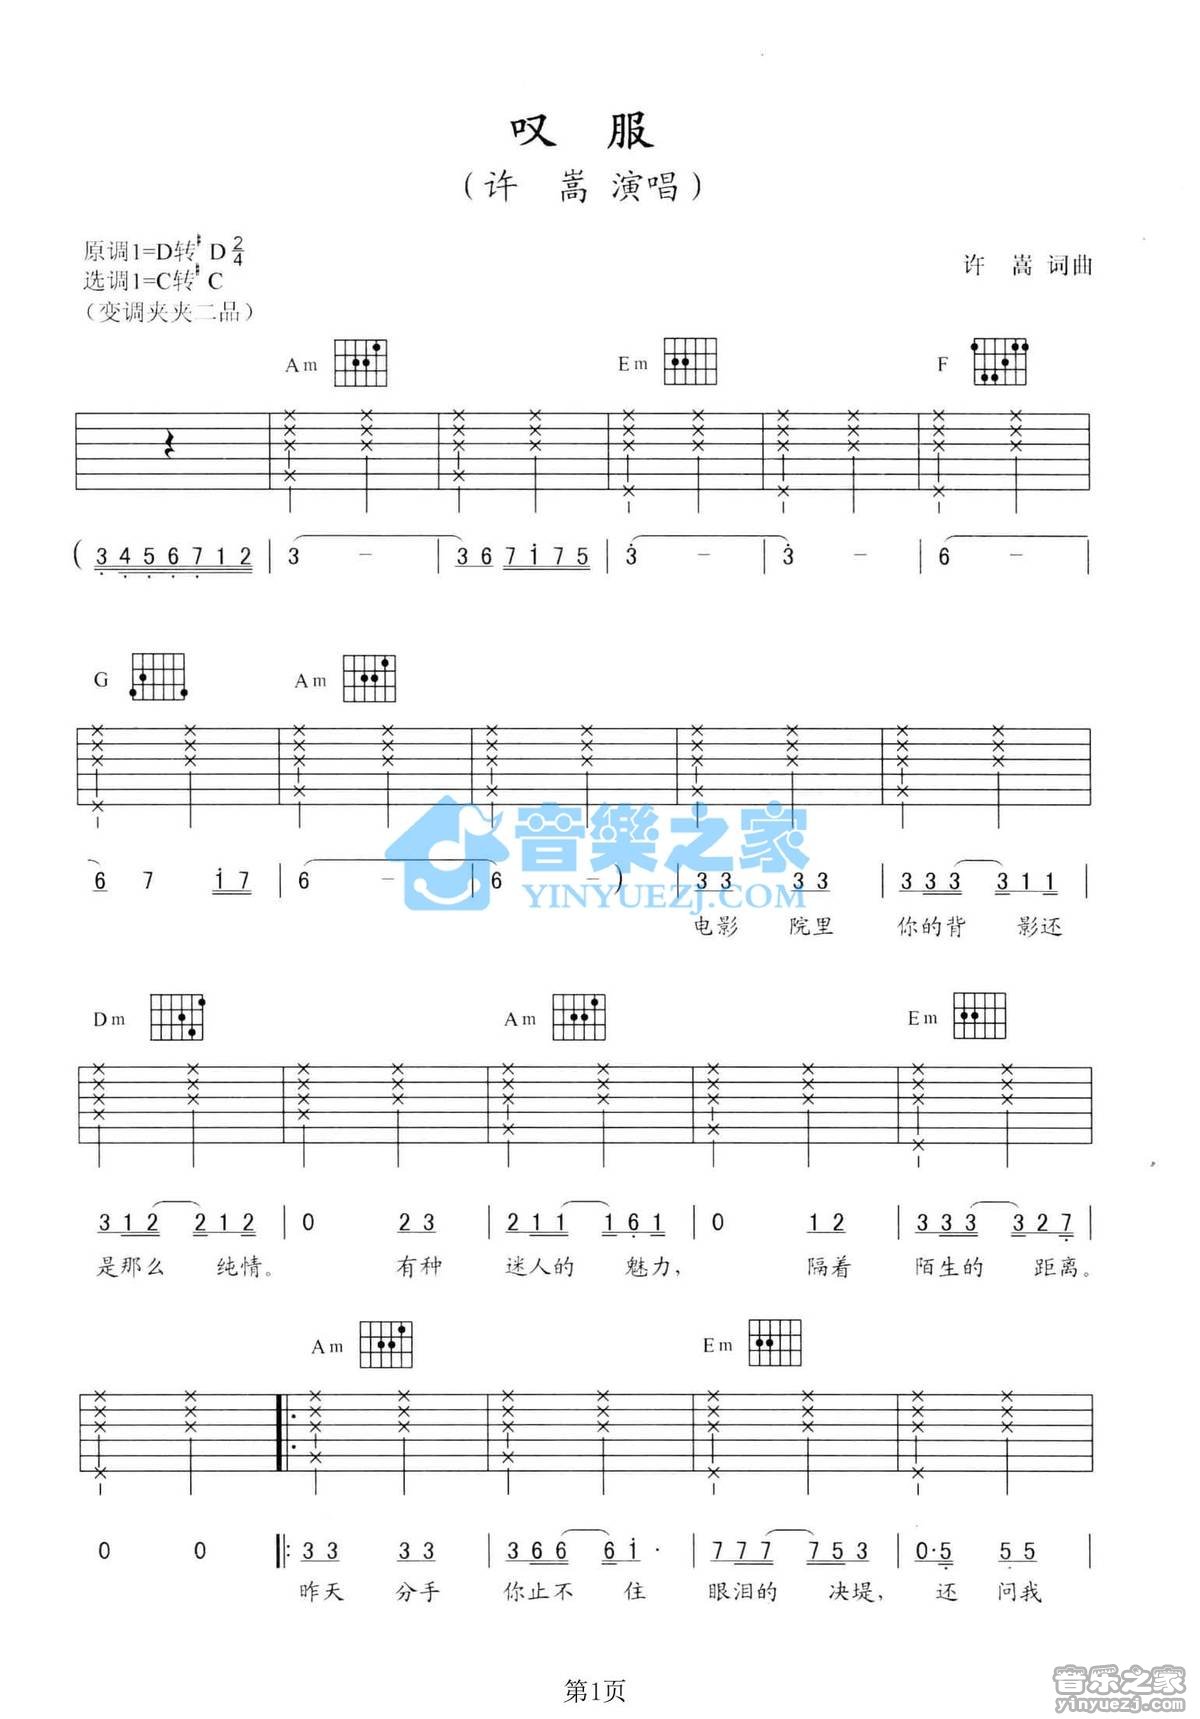 叹 服
（许 嵩 演唱）
原调1=D转♯D 2/4
选调1=C转♯C
许 嵩 词曲
（变调夹夹二品）
Am Em F
( 3 4 5 6 7 1 2 | 3 – | 3 6 7 1 7 5 | 3 – | 3 – | 6 – |
G Am
6 7 1 7 | 6 – | 6 – ) | 3 3 3 3 | 3 3 3 3 1 1 |
电影 院里 你的背 影还
音樂之家
YINYUEZJ.COM
Dm Am Em
3 1 2 2 1 2 | 0 2 3 | 2 1 1 1 6 1 | 0 1 2 | 3 3 3 3 2 7 |
是那么 纯情。 有种 迷人的 魅力， 隔着 陌生的 距离。
Am Em
0 0 ‖: 3 3 3 3 | 3 6 6 6 1 · | 7 7 7 7 5 3 | 0 · 5 5 5 |
昨天 分手 你止不 住 眼泪的 决堤， 还 问我
第1页
音乐之家
yinyuezj.com